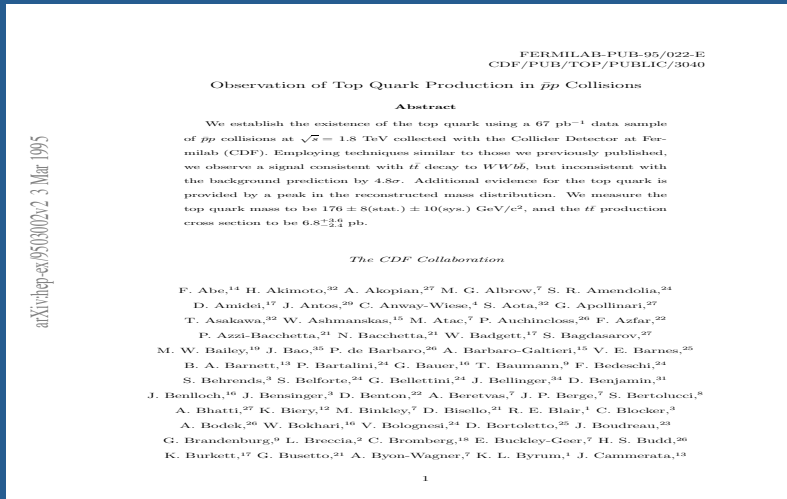 FERMILAB-PUB-95/022-E
CDF/PUB/TOP/PUBLIC/3040
Observation of Top Quark Production in p̄p Collisions
Abstract
We establish the existence of the top quark using a 67 pb⁻¹ data sample
of p̄p collisions at √s = 1.8 TeV collected with the Collider Detector at Fer-
milab (CDF). Employing techniques similar to those we previously published,
we observe a signal consistent with tt̄ decay to WWbb̄, but inconsistent with
the background prediction by 4.8σ. Additional evidence for the top quark is
provided by a peak in the reconstructed mass distribution. We measure the
top quark mass to be 176 ± 8(stat.) ± 10(sys.) GeV/c², and the tt̄ production
cross section to be 6.8⁺³·⁶₋₂.₄ pb.
The CDF Collaboration
F. Abe,¹⁴ H. Akimoto,³² A. Akopian,²⁷ M. G. Albrow,⁷ S. R. Amendolia,²⁴
D. Amidei,¹⁷ J. Antos,²⁹ C. Anway-Wiese,⁴ S. Aota,³² G. Apollinari,²⁷
T. Asakawa,³² W. Ashmanskas,¹⁵ M. Atac,⁷ P. Auchincloss,²⁶ F. Azfar,²²
P. Azzi-Bacchetta,²¹ N. Bacchetta,²¹ W. Badgett,¹⁷ S. Bagdasarov,²⁷
M. W. Bailey,¹⁹ J. Bao,³⁵ P. de Barbaro,²⁶ A. Barbaro-Galtieri,¹⁵ V. E. Barnes,²⁵
B. A. Barnett,¹³ P. Bartalini,²⁴ G. Bauer,¹⁶ T. Baumann,⁹ F. Bedeschi,²⁴
S. Behrends,³ S. Belforte,²⁴ G. Bellettini,²⁴ J. Bellinger,³⁴ D. Benjamin,³¹
J. Benlloch,¹⁶ J. Bensinger,³ D. Benton,²² A. Beretvas,⁷ J. P. Berge,⁷ S. Bertolucci,⁸
A. Bhatti,²⁷ K. Biery,¹² M. Binkley,⁷ D. Bisello,²¹ R. E. Blair,¹ C. Blocker,³
A. Bodek,²⁶ W. Bokhari,¹⁶ V. Bolognesi,²⁴ D. Bortoletto,²⁵ J. Boudreau,²³
G. Brandenburg,⁹ L. Breccia,² C. Bromberg,¹⁸ E. Buckley-Geer,⁷ H. S. Budd,²⁶
K. Burkett,¹⁷ G. Busetto,²¹ A. Byon-Wagner,⁷ K. L. Byrum,¹ J. Cammerata,¹³
1
arXiv:hep-ex/9503002v2 3 Mar 1995